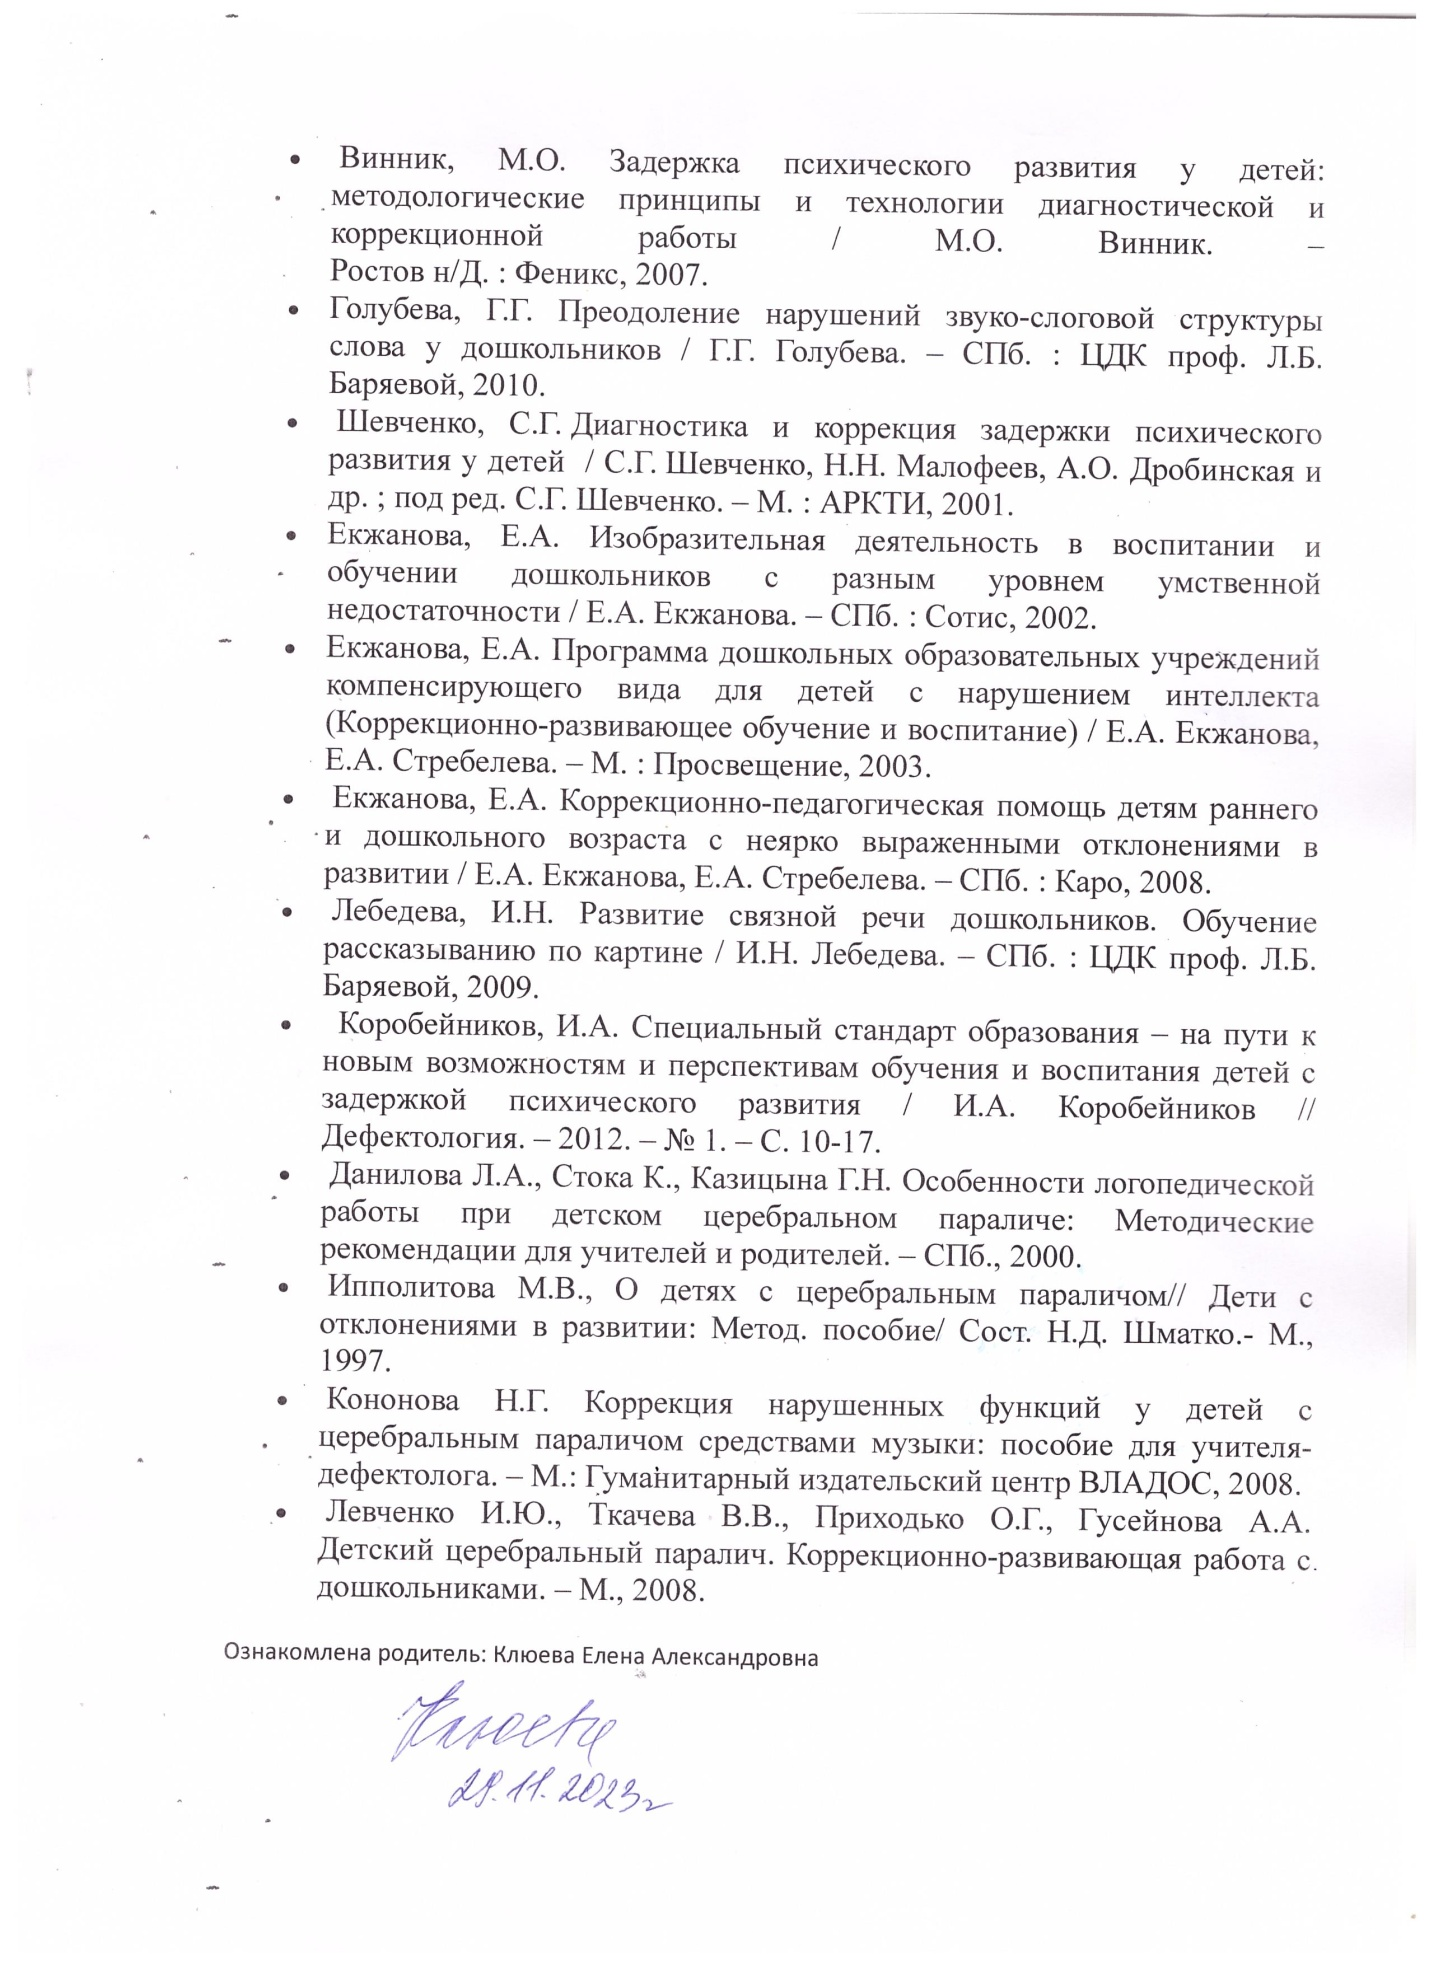 • Винник, М.О. Задержка психического развития у детей:
методологические принципы и технологии диагностической и
коррекционной работы / М.О. Винник. –
Ростов н/Д. : Феникс, 2007.
• Голубева, Г.Г. Преодоление нарушений звуко-слоговой структуры
слова у дошкольников / Г.Г. Голубева. – СПб. : ЦДК проф. Л.Б.
Баряевой, 2010.
• Шевченко, С.Г. Диагностика и коррекция задержки психического
развития у детей / С.Г. Шевченко, Н.Н. Малофеев, А.О. Дробинская и
др. ; под ред. С.Г. Шевченко. – М. : АРКТИ, 2001.
• Екжанова, Е.А. Изобразительная деятельность в воспитании и
обучении дошкольников с разным уровнем умственной
недостаточности / Е.А. Екжанова. – СПб. : Сотис, 2002.
• Екжанова, Е.А. Программа дошкольных образовательных учреждений
компенсирующего вида для детей с нарушением интеллекта
(Коррекционно-развивающее обучение и воспитание) / Е.А. Екжанова,
Е.А. Стребелева. – М. : Просвещение, 2003.
• Екжанова, Е.А. Коррекционно-педагогическая помощь детям раннего
и дошкольного возраста с неярко выраженными отклонениями в
развитии / Е.А. Екжанова, Е.А. Стребелева. – СПб. : Каро, 2008.
• Лебедева, И.Н. Развитие связной речи дошкольников. Обучение
рассказыванию по картине / И.Н. Лебедева. – СПб. : ЦДК проф. Л.Б.
Баряевой, 2009.
• Коробейников, И.А. Специальный стандарт образования – на пути к
новым возможностям и перспективам обучения и воспитания детей с
задержкой психического развития / И.А. Коробейников //
Дефектология. – 2012. – № 1. – С. 10-17.
• Данилова Л.А., Стока К., Казицына Г.Н. Особенности логопедической
работы при детском церебральном параличе: Методические
рекомендации для учителей и родителей. – СПб., 2000.
• Ипполитова М.В., О детях с церебральным параличом// Дети с
отклонениями в развитии: Метод. пособие/ Сост. Н.Д. Шматко.- М.,
1997.
• Кононова Н.Г. Коррекция нарушенных функций у детей с
церебральным параличом средствами музыки: пособие для учителя-
дефектолога. – М.: Гуманитарный издательский центр ВЛАДОС, 2008.
• Левченко И.Ю., Ткачева В.В., Приходько О.Г., Гусейнова А.А.
Детский церебральный паралич. Коррекционно-развивающая работа с
дошкольниками. – М., 2008.
Ознакомлена родитель: Клюева Елена Александровна
Клюева
29.11.2023г